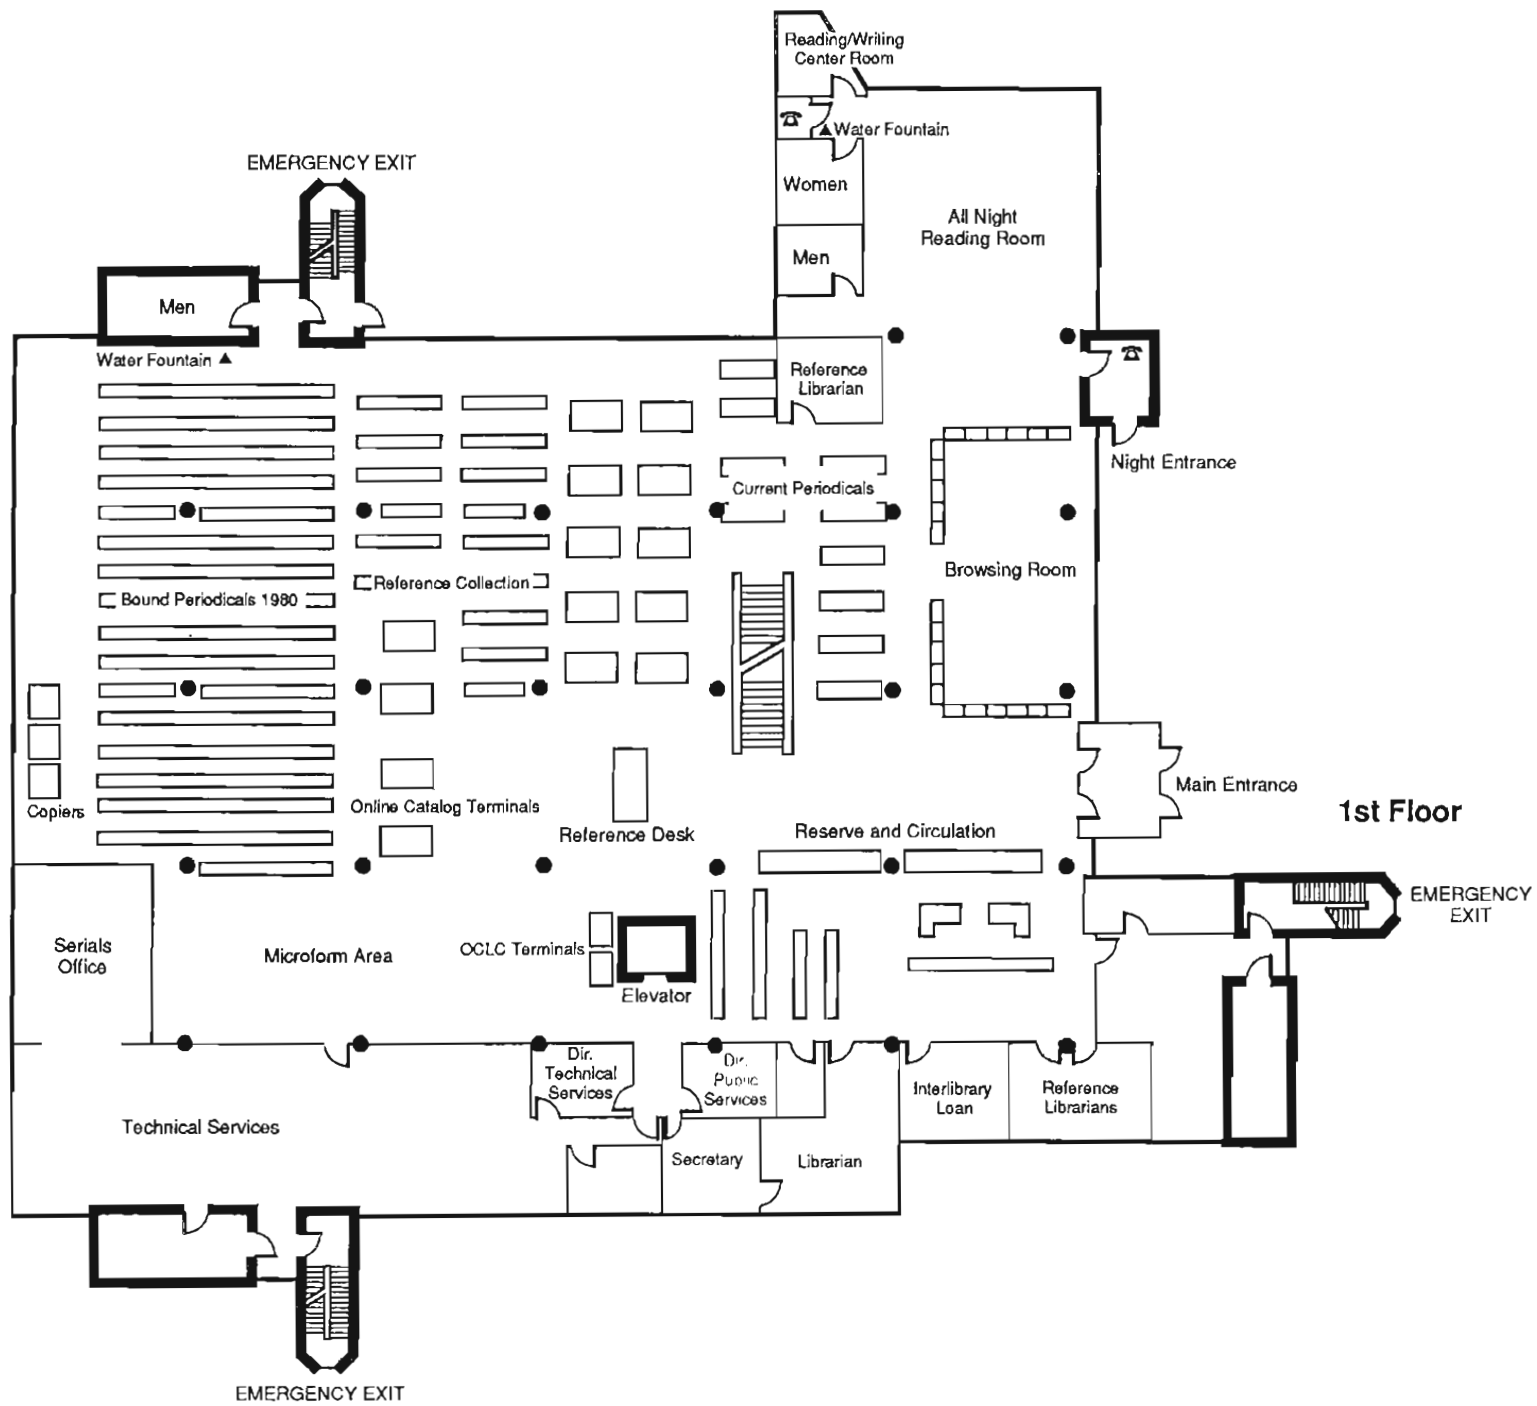 Reading/Writing
Center Room
Water Fountain
EMERGENCY EXIT
Women
All Night
Reading Room
Men
Men
Water Fountain
Reference
Librarian
Night Entrance
Current Periodicals
Browsing Room
Reference Collection
Bound Periodicals 1980
Main Entrance
Copiers
Online Catalog Terminals
1st Floor
Reference Desk
Reserve and Circulation
EMERGENCY
EXIT
Serials
Office
Microform Area
OCLC Terminals
Elevator
Dir.
Technical
Services
Dir.
Public
Services
Interlibrary
Loan
Reference
Librarians
Technical Services
Secretary
Librarian
EMERGENCY EXIT